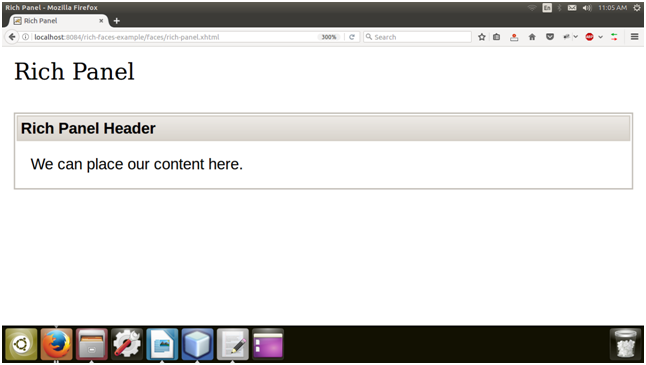 Rich Panel - Mozilla Firefox
En
11:05 AM
Rich Panel
localhost:8084/rich-faces-example/faces/rich-panel.xhtml
300%
Search
Rich Panel
Rich Panel Header
We can place our content here.